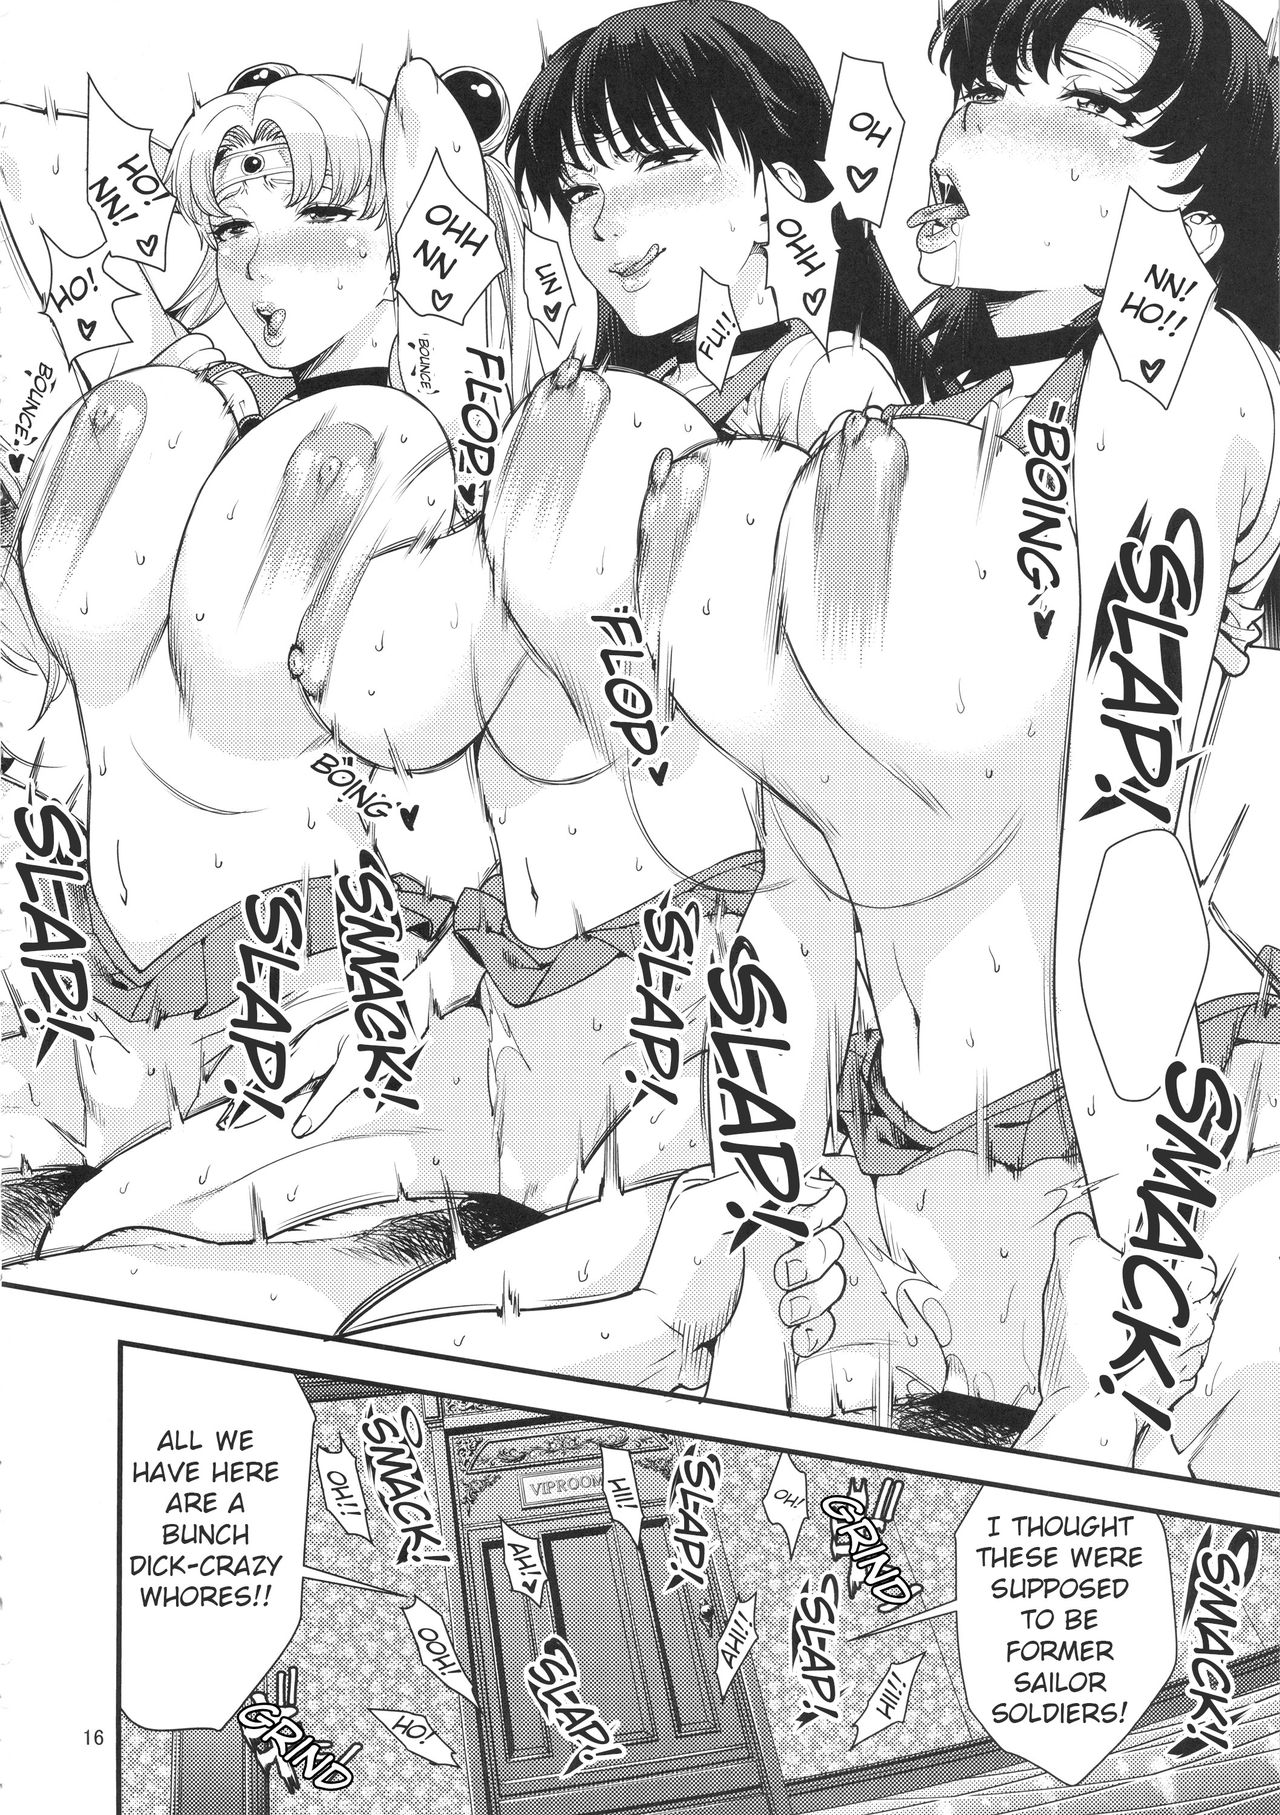 OH
NN!
HO!!
OHH
UN
FU!!
OHH
NN
HO!
NN!
HO!
BOUNCE
BOUNCE
FLOP
BOING
FLOP
BOING
SLAP!
SMACK!
SLAP!
SLAP!
SMACK!
SLAP!
SLAP!
I THOUGHT
THESE WERE
SUPPOSED
TO BE
FORMER
SAILOR
SOLDIERS!
ALL WE
HAVE HERE
ARE A
BUNCH
DICK-CRAZY
WHORES!!
VIPROOM
SMACK!
OH!!
HI!!
SLAP!
OH!
GRIND
SMACK!
AH!
AH!!
SLAP!
HI!!
OOH!
HO!
SLAP!
GRIND
16